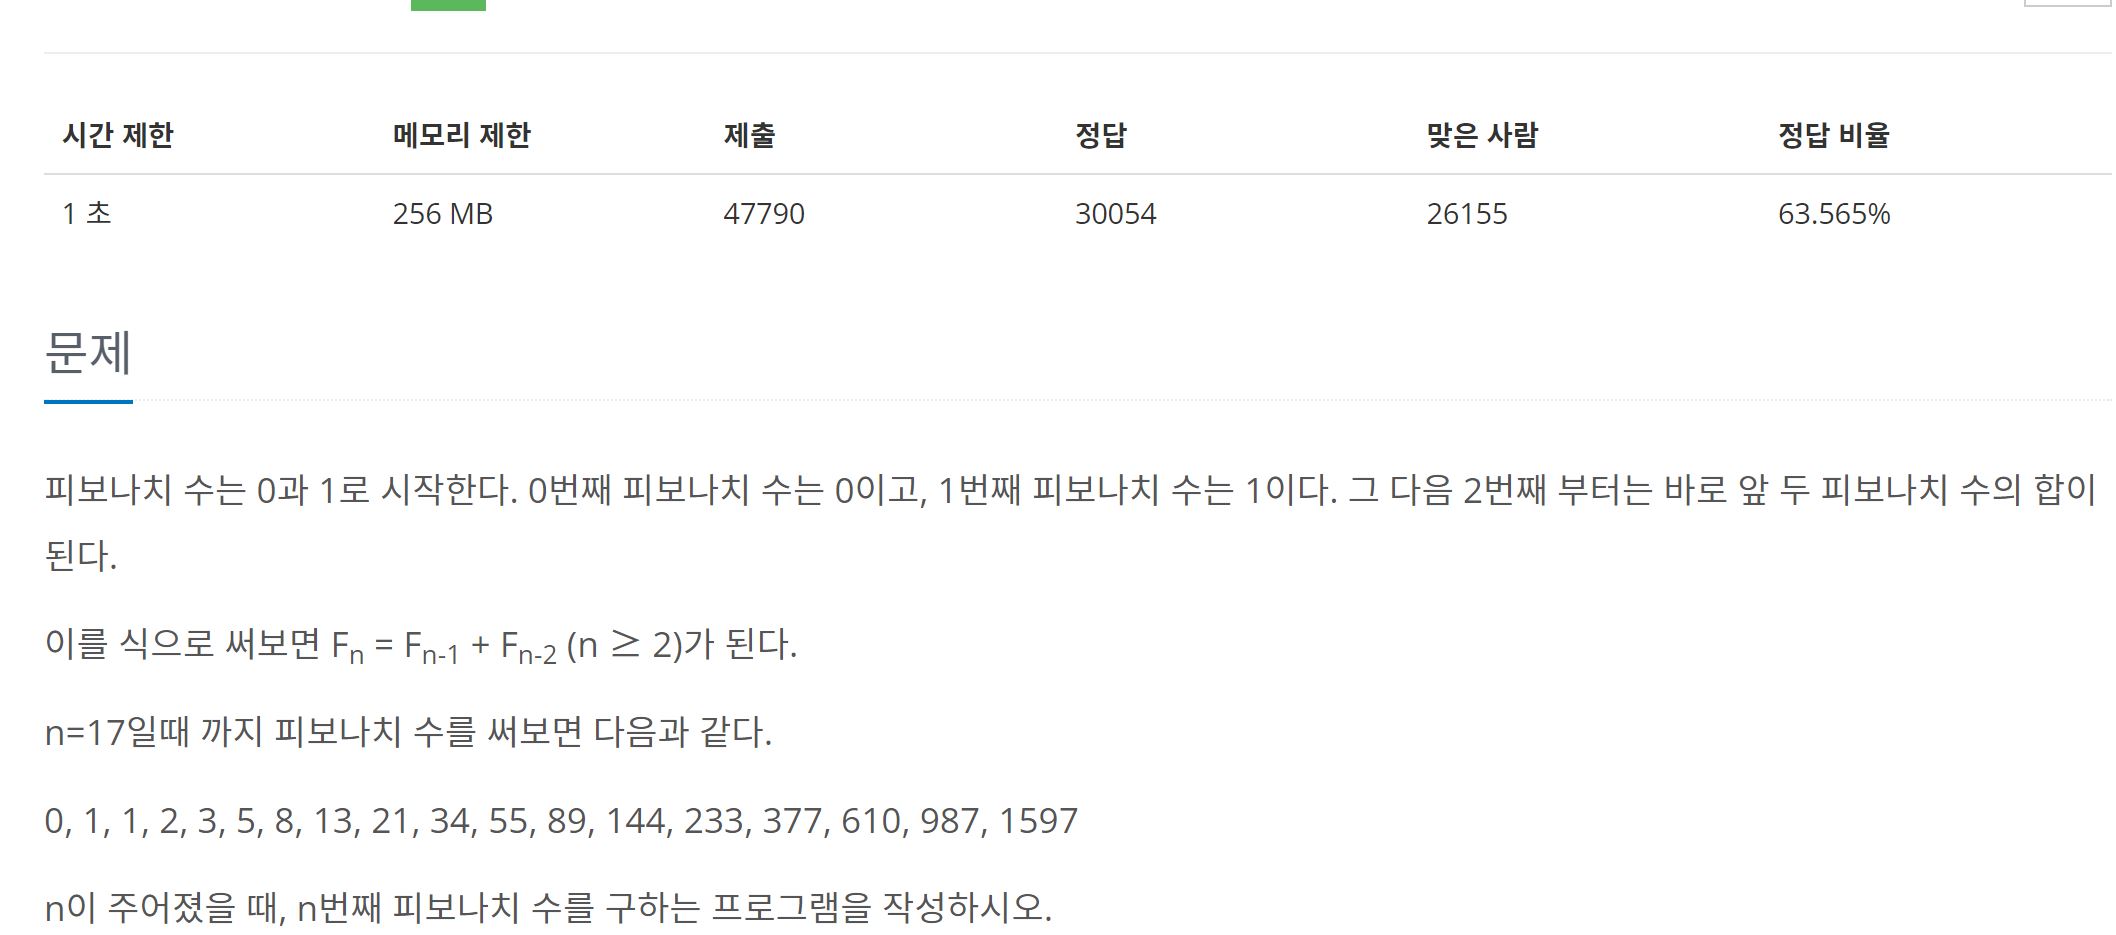 시간 제한 메모리 제한 제출 정답 맞은 사람 정답 비율
1 초 256 MB 47790 30054 26155 63.565%
문제
피보나치 수는 0과 1로 시작한다. 0번째 피보나치 수는 0이고, 1번째 피보나치 수는 1이다. 그 다음 2번째 부터는 바로 앞 두 피보나치 수의 합이
된다.
이를 식으로 써보면 Fn = Fn-1 + Fn-2 (n ≥ 2)가 된다.
n=17일때 까지 피보나치 수를 써보면 다음과 같다.
0, 1, 1, 2, 3, 5, 8, 13, 21, 34, 55, 89, 144, 233, 377, 610, 987, 1597
n이 주어졌을 때, n번째 피보나치 수를 구하는 프로그램을 작성하시오.